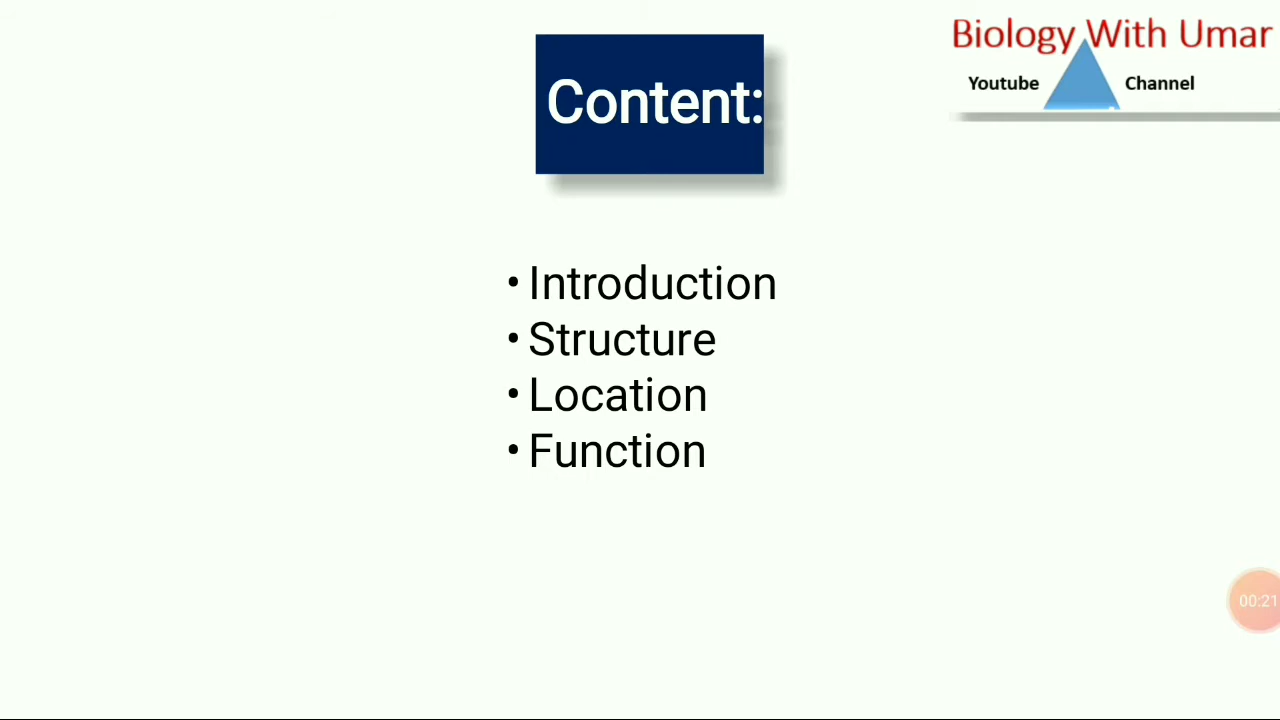 Biology With Umar
Youtube Channel
Content:
• Introduction
• Structure
• Location
• Function
00:21